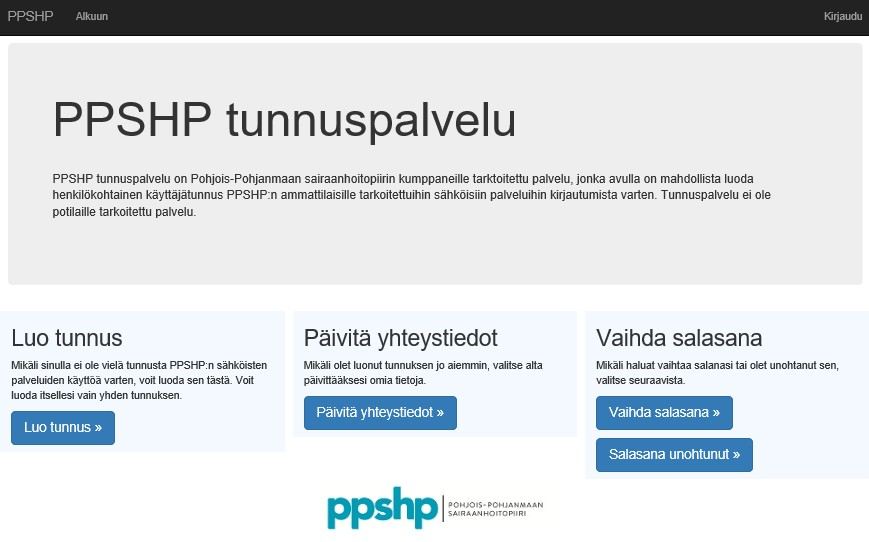 PPSHP Alkuun Kirjaudu
PPSHP tunnuspalvelu
PPSHP tunnuspalvelu on Pohjois-Pohjanmaan sairaanhoitopiirin kumppaneille tarktoitettu palvelu, jonka avulla on mahdollista luoda
henkilökohtainen käyttäjätunnus PPSHP:n ammattilaisille tarkoitettuihin sähköisiin palveluihin kirjautumista varten. Tunnuspalvelu ei ole
potilaille tarkoitettu palvelu.
Luo tunnus
Mikäli sinulla ei ole vielä tunnusta PPSHP:n sähköisten
palveluiden käyttöä varten, voit luoda sen tästä. Voit
luoda itsellesi vain yhden tunnuksen.
Luo tunnus »
Päivitä yhteystiedot
Mikäli olet luonut tunnuksen jo aiemmin, valitse alta
päivittääksesi omia tietoja.
Päivitä yhteystiedot »
Vaihda salasana
Mikäli haluat vaihtaa salanasi tai olet unohtanut sen,
valitse seuraavista.
Vaihda salasana »
Salasana unohtunut »
ppshp
POHJOIS-POHJANMAAN
SAIRAANHOITOPIIRI